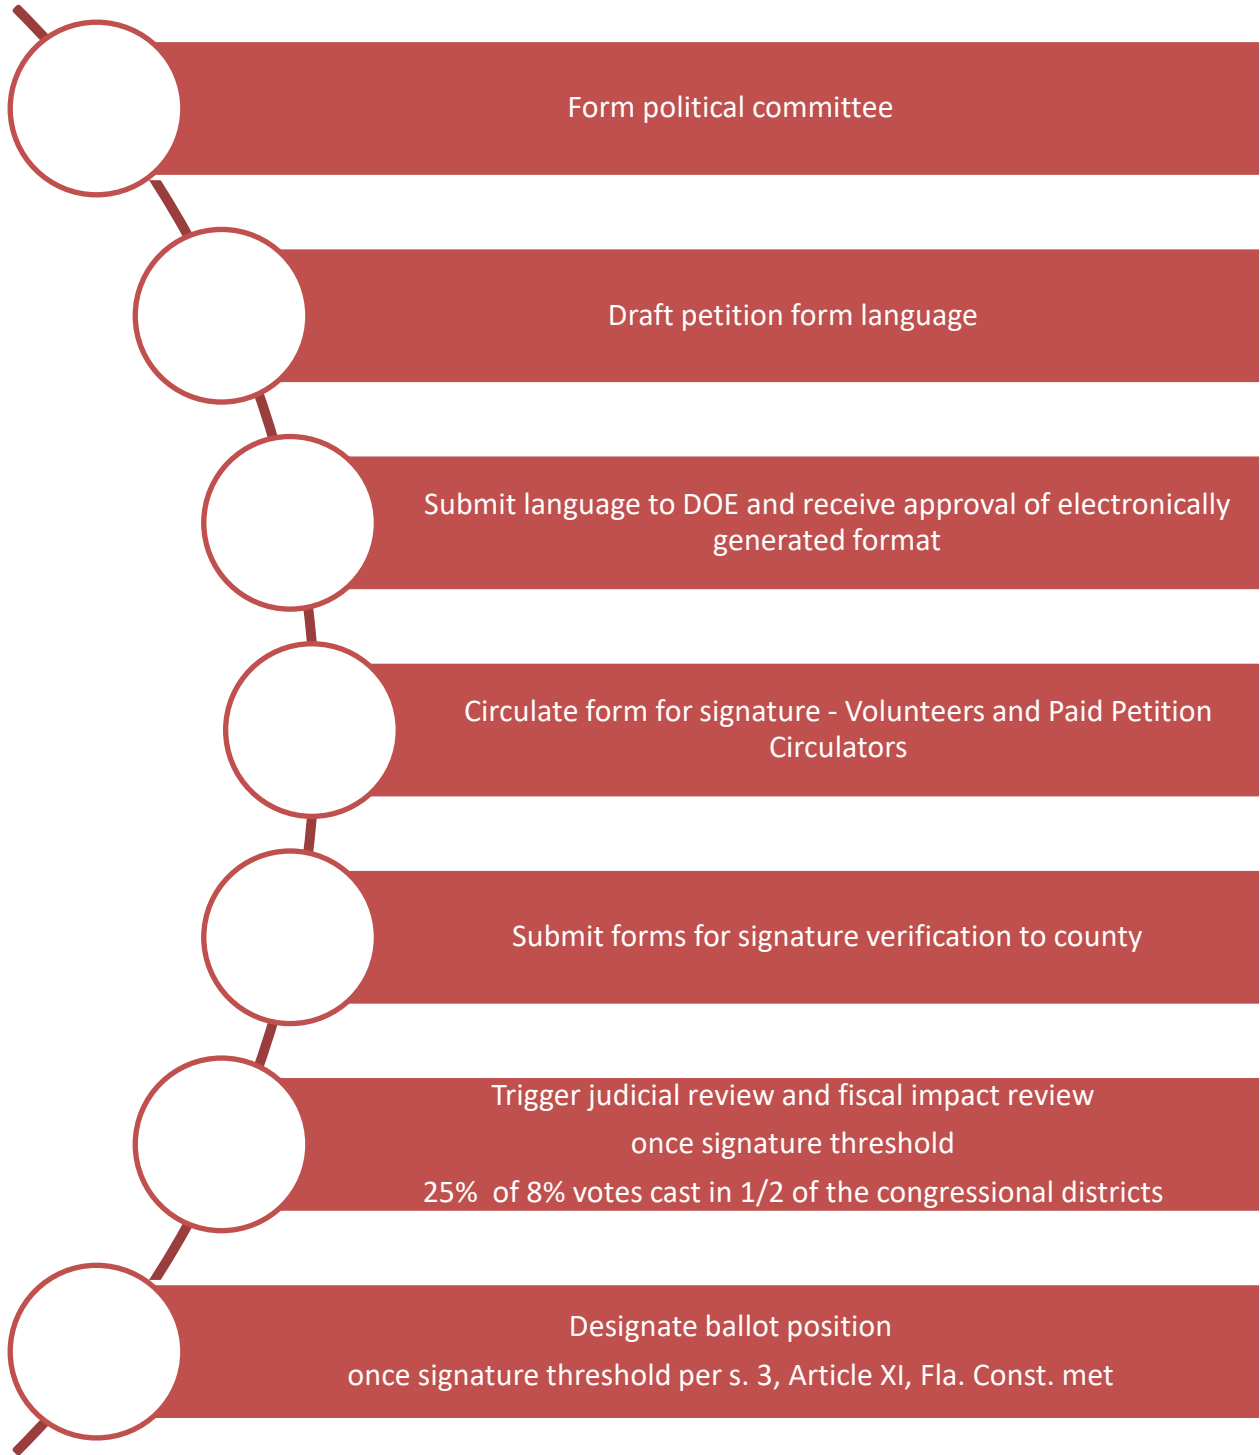 Form political committee
Draft petition form language
Submit language to DOE and receive approval of electronically
generated format
Circulate form for signature - Volunteers and Paid Petition
Circulators
Submit forms for signature verification to county
Trigger judicial review and fiscal impact review
once signature threshold
25%  of 8% votes cast in 1/2 of the congressional districts
Designate ballot position
once signature threshold per s. 3, Article XI, Fla. Const. met